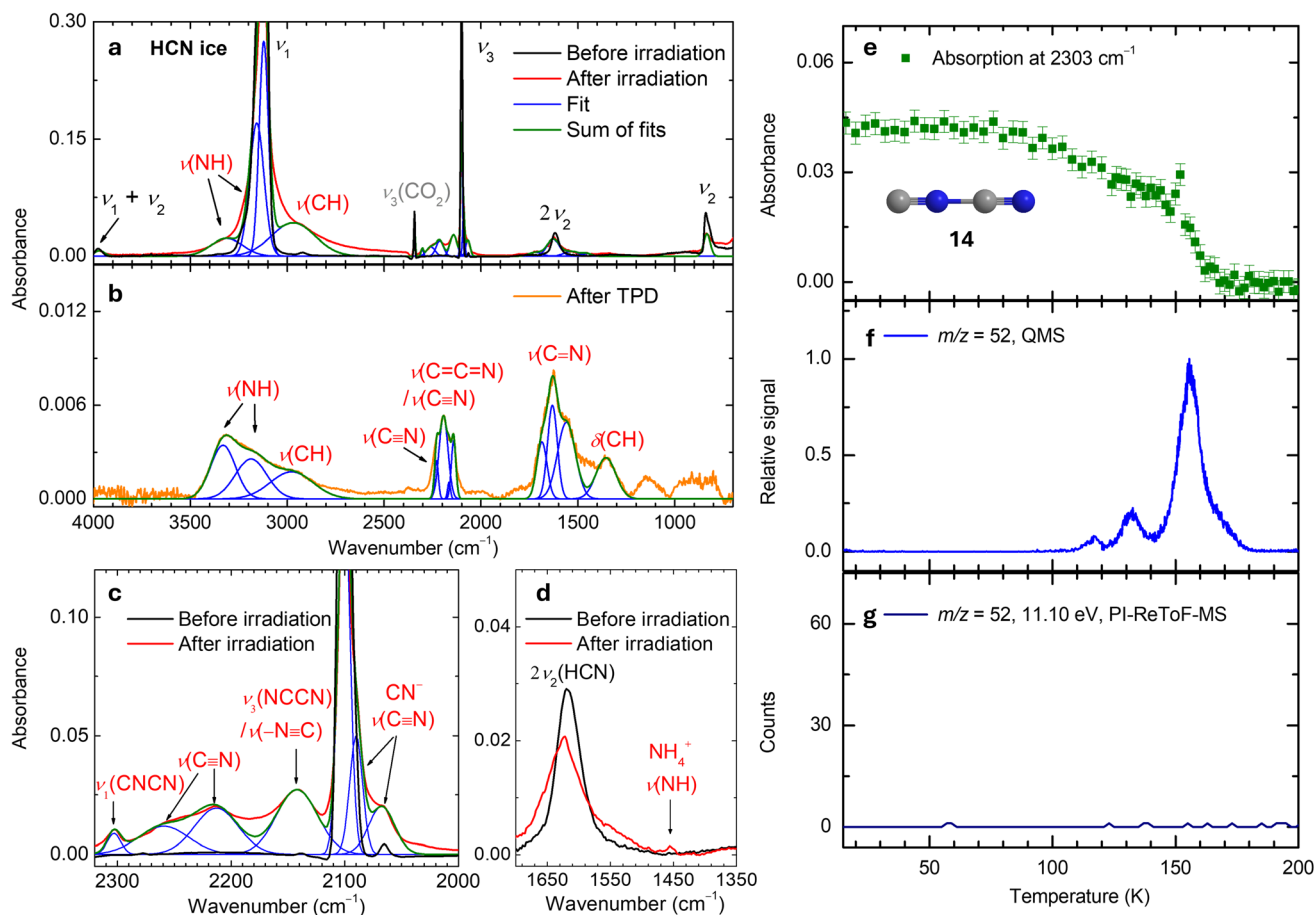 a HCN ice
ν1
ν3
Before irradiation
After irradiation
Fit
Sum of fits
ν(NH)
ν(CH)
ν1 + ν2
ν3(CO2)
2ν2
ν2
0.30
0.15
0.00
Absorbance
b
After TPD
ν(NH)
ν(CH)
ν(C≡N)
ν(C=C=N)
/ν(C≡N)
ν(C=N)
δ(CH)
0.012
0.006
0.000
4000 3500 3000 2500 2000 1500 1000
Wavenumber (cm−1)
c
Before irradiation
After irradiation
ν1(CNCN)
ν(C≡N)
ν3(NCCN)
/ν(−N≡C)
CN−
ν(C≡N)
0.10
0.05
0.00
Absorbance
2300 2200 2100 2000
Wavenumber (cm−1)
d
Before irradiation
After irradiation
2ν2(HCN)
NH4+
ν(NH)
0.04
0.02
0.00
1650 1550 1450 1350
Wavenumber (cm−1)
e
Absorption at 2303 cm−1
14
0.06
0.03
0.00
Absorbance
f
m/z = 52, QMS
1.0
0.5
0.0
Relative signal
g
m/z = 52, 11.10 eV, PI-ReToF-MS
60
30
0
Counts
50 100 150 200
Temperature (K)